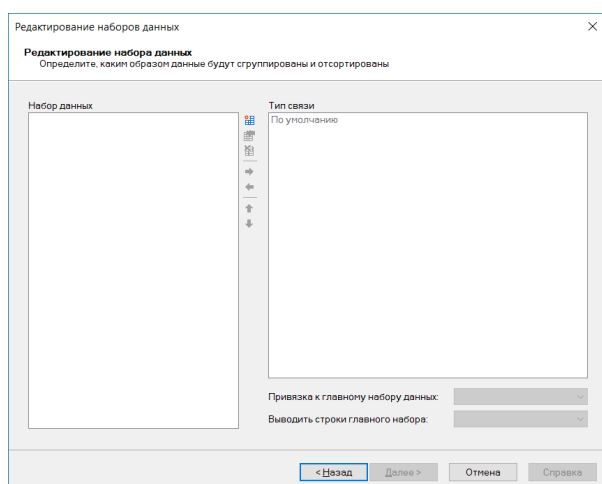 Редактирование наборов данных
Редактирование набора данных
Определите, каким образом данные будут сгруппированы и отсортированы
Набор данных
Тип связи
По умолчанию
Привязка к главному набору данных:
Выводить строки главного набора:
< Назад
Далее >
Отмена
Справка